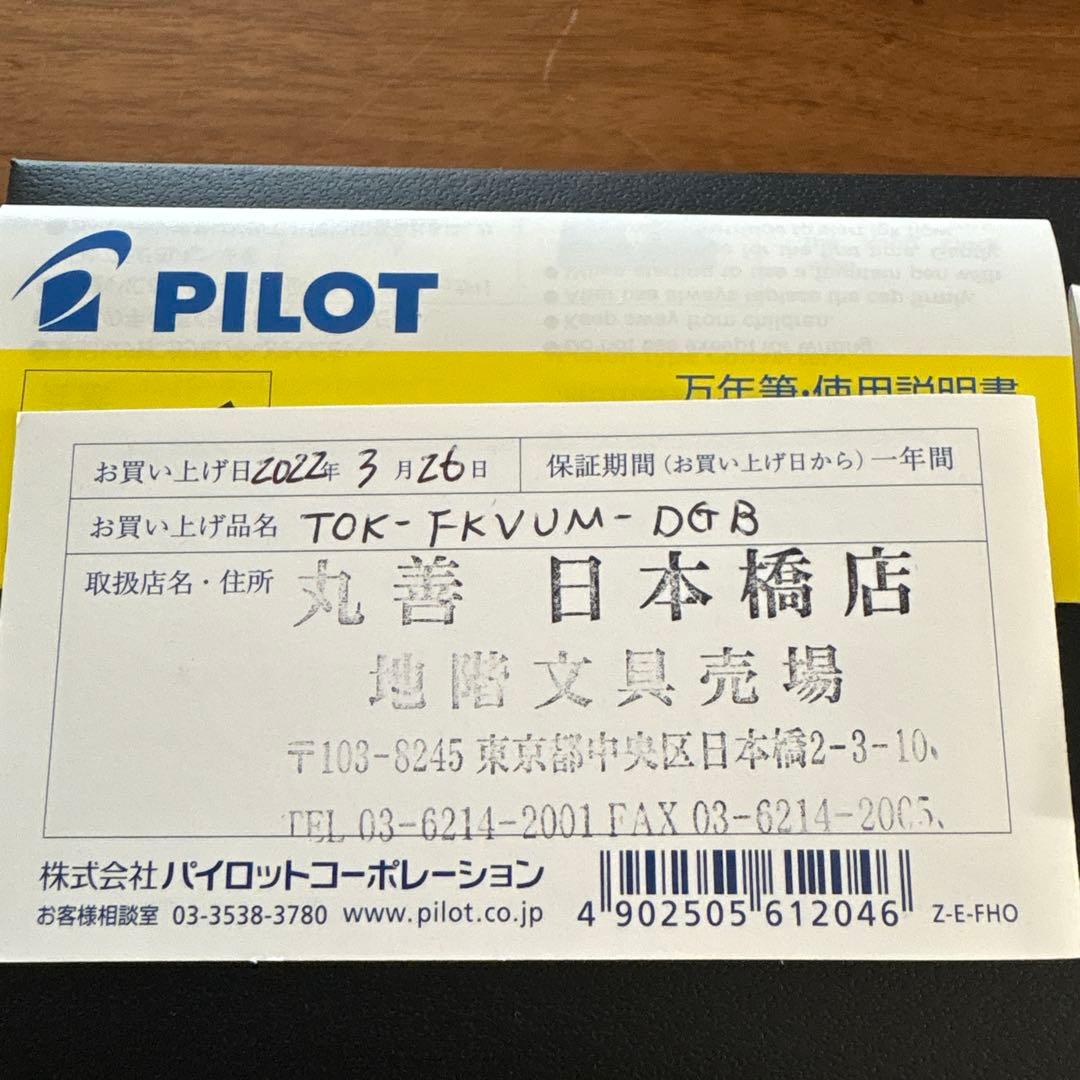 PILOT
万年筆・使用説明書
お買い上げ日2022年 3月26日
保証期間(お買い上げ日から)一年間
お買い上げ品名 TOK-FKVUM-DGB
取扱店名・住所 丸善 日本橋店
地階文具売場
〒103-8245 東京都中央区日本橋2-3-10
TEL 03-6214-2001 FAX 03-6214-2005
株式会社パイロットコーポレーション
お客様相談室 03-3538-3780 www.pilot.co.jp
4 902505 612046
Z-E-FHO